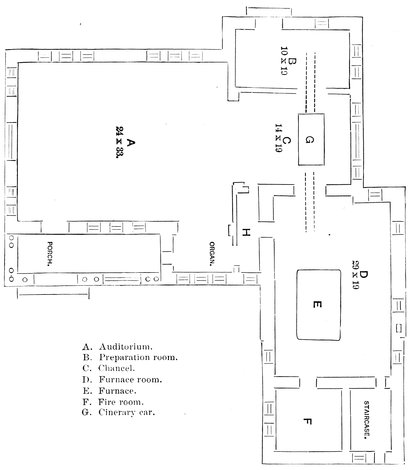 B
10 x 19
C
14 x 19
G
A
24 x 33.
H
PORCH.
ORGAN.
D
29 x 19
E
F
STAIRCASE.
A. Auditorium.
B. Preparation room.
C. Chancel.
D. Furnace room.
E. Furnace.
F. Fire room.
G. Cinerary car.